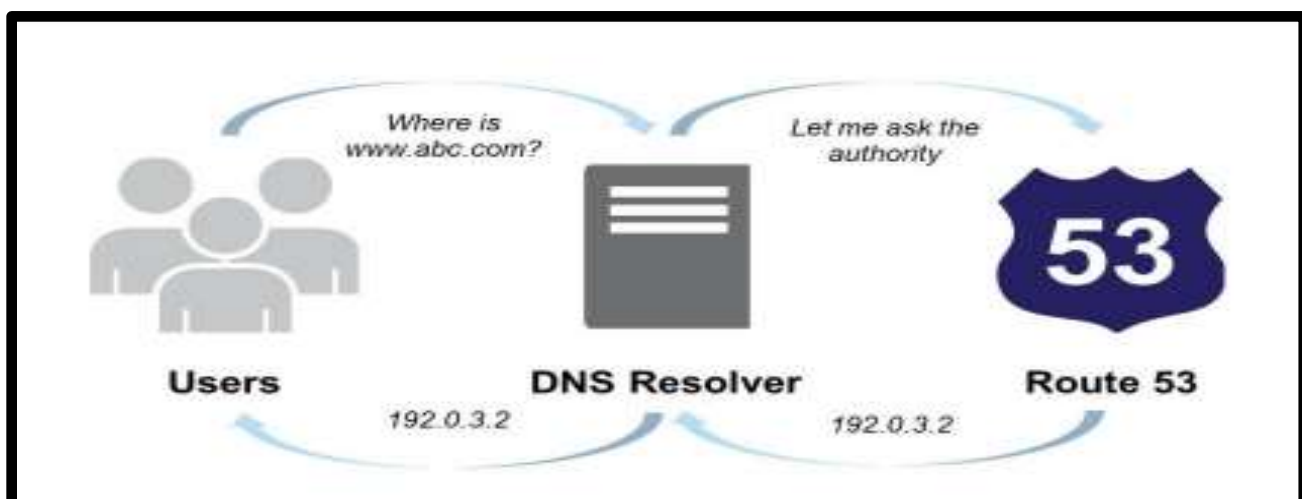 Where is
www.abc.com?
Let me ask the
authority
53
Users
DNS Resolver
Route 53
192.0.3.2
192.0.3.2